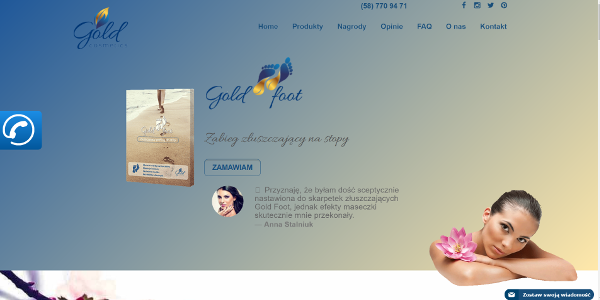 (58) 770 94 71
Gold
Home Produkty Nagrody Opinie FAQ O nas Kontakt
Gold foot
Zabieg złuszczający na stopy
ZAMAWIAM
Przyznaję, że byłam dość sceptycznie
nastawiona do skarpetek złuszczających
Gold Foot, jednak efekty maseczki
skutecznie mnie przekonały.
— Anna Stalniuk
Zostaw swoją wiadomość